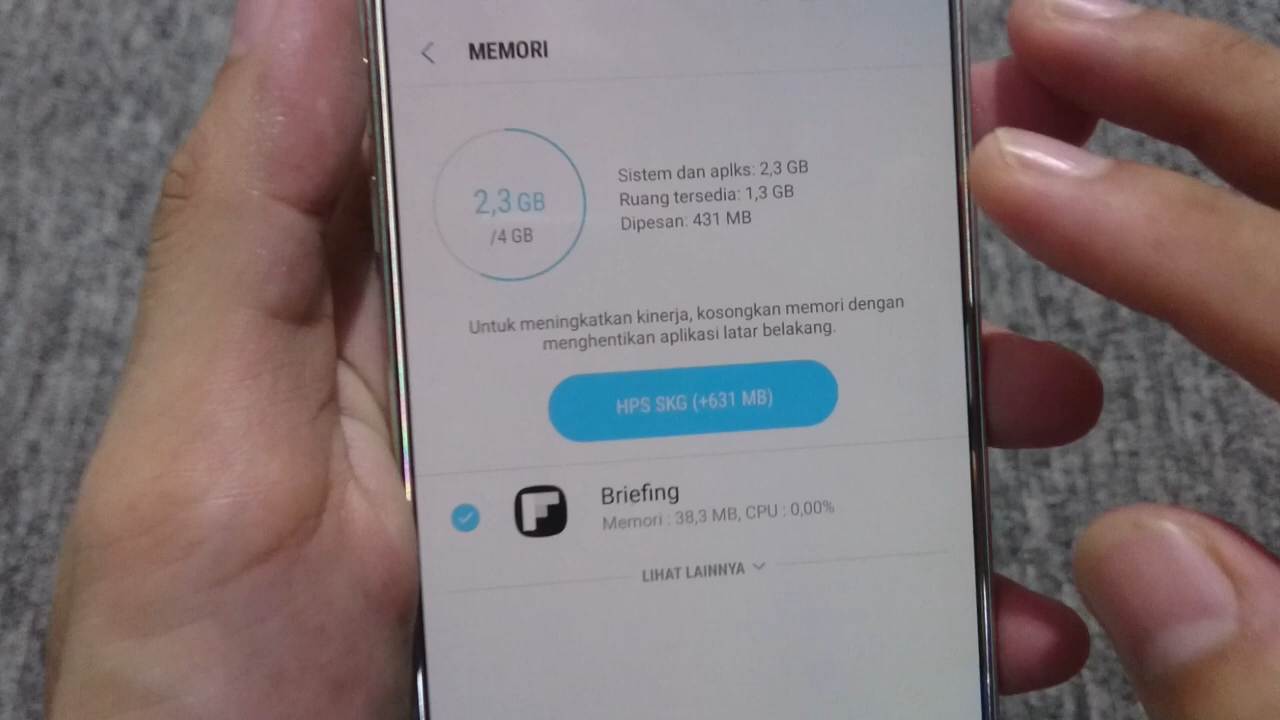 MEMORI
2,3 GB
/4 GB
Sistem dan aplks: 2,3 GB
Ruang tersedia: 1,3 GB
Dipesan: 431 MB
Untuk meningkatkan kinerja, kosongkan memori dengan
menghentikan aplikasi latar belakang.
HPS SKG (+631 MB)
Briefing
Memori : 38,3 MB, CPU : 0,00%
LIHAT LAINNYA